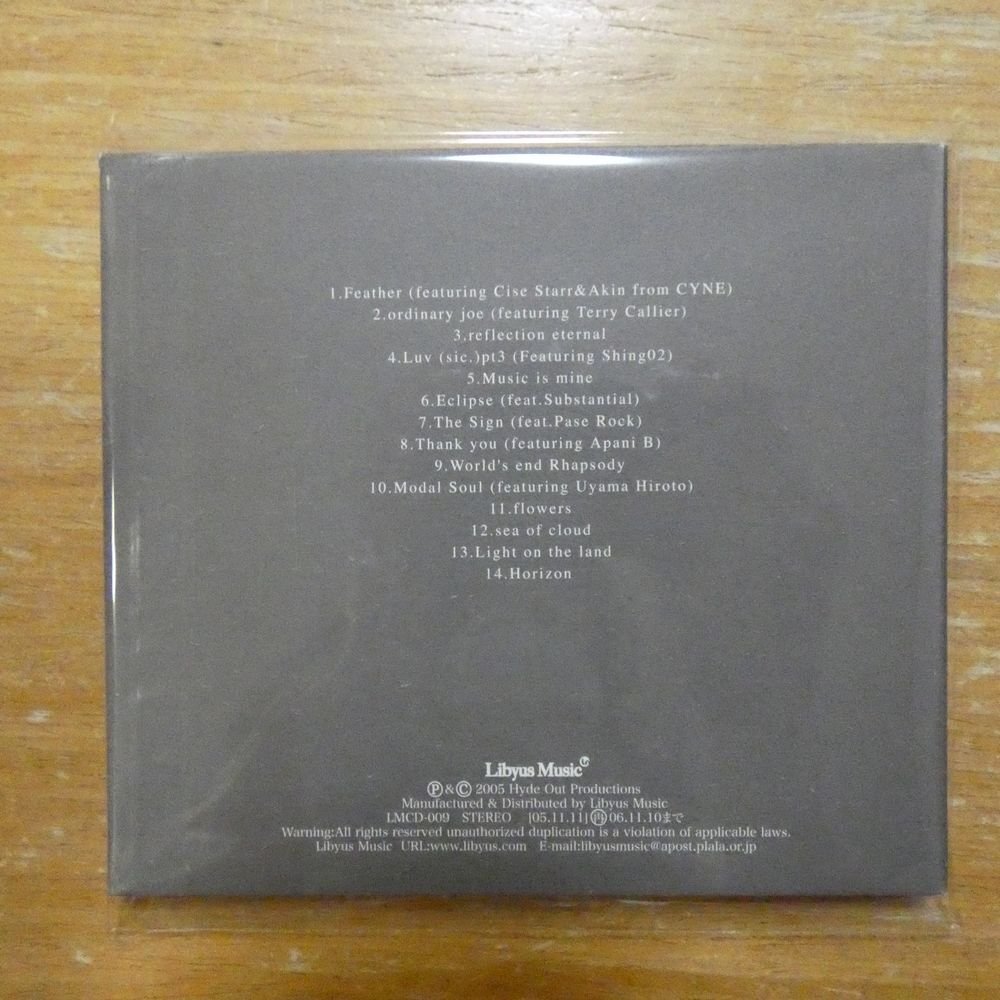 1.Feather (featuring Cise Starr&Akin from CYNE)
2.ordinary joe (featuring Terry Callier)
3.reflection eternal
4.Luv (sic.)pt3 (Featuring Shing02)
5.Music is mine
6.Eclipse (feat.Substantial)
7.The Sign (feat.Pase Rock)
8.Thank you (featuring Apani B)
9.World's end Rhapsody
10.Modal Soul (featuring Uyama Hiroto)
11.flowers
12.sea of cloud
13.Light on the land
14.Horizon
Libyus Music
Ⓟ&Ⓒ 2005 Hyde Out Productions
Manufactured & Distributed by Libyus Music
LMCD-009 STEREO [05.11.11]㊞06.11.10まで
Warning:All rights reserved unauthorized duplication is a violation of applicable laws.
Libyus Music URL:www.libyus.com E-mail:libyusmusic@apost.plala.or.jp